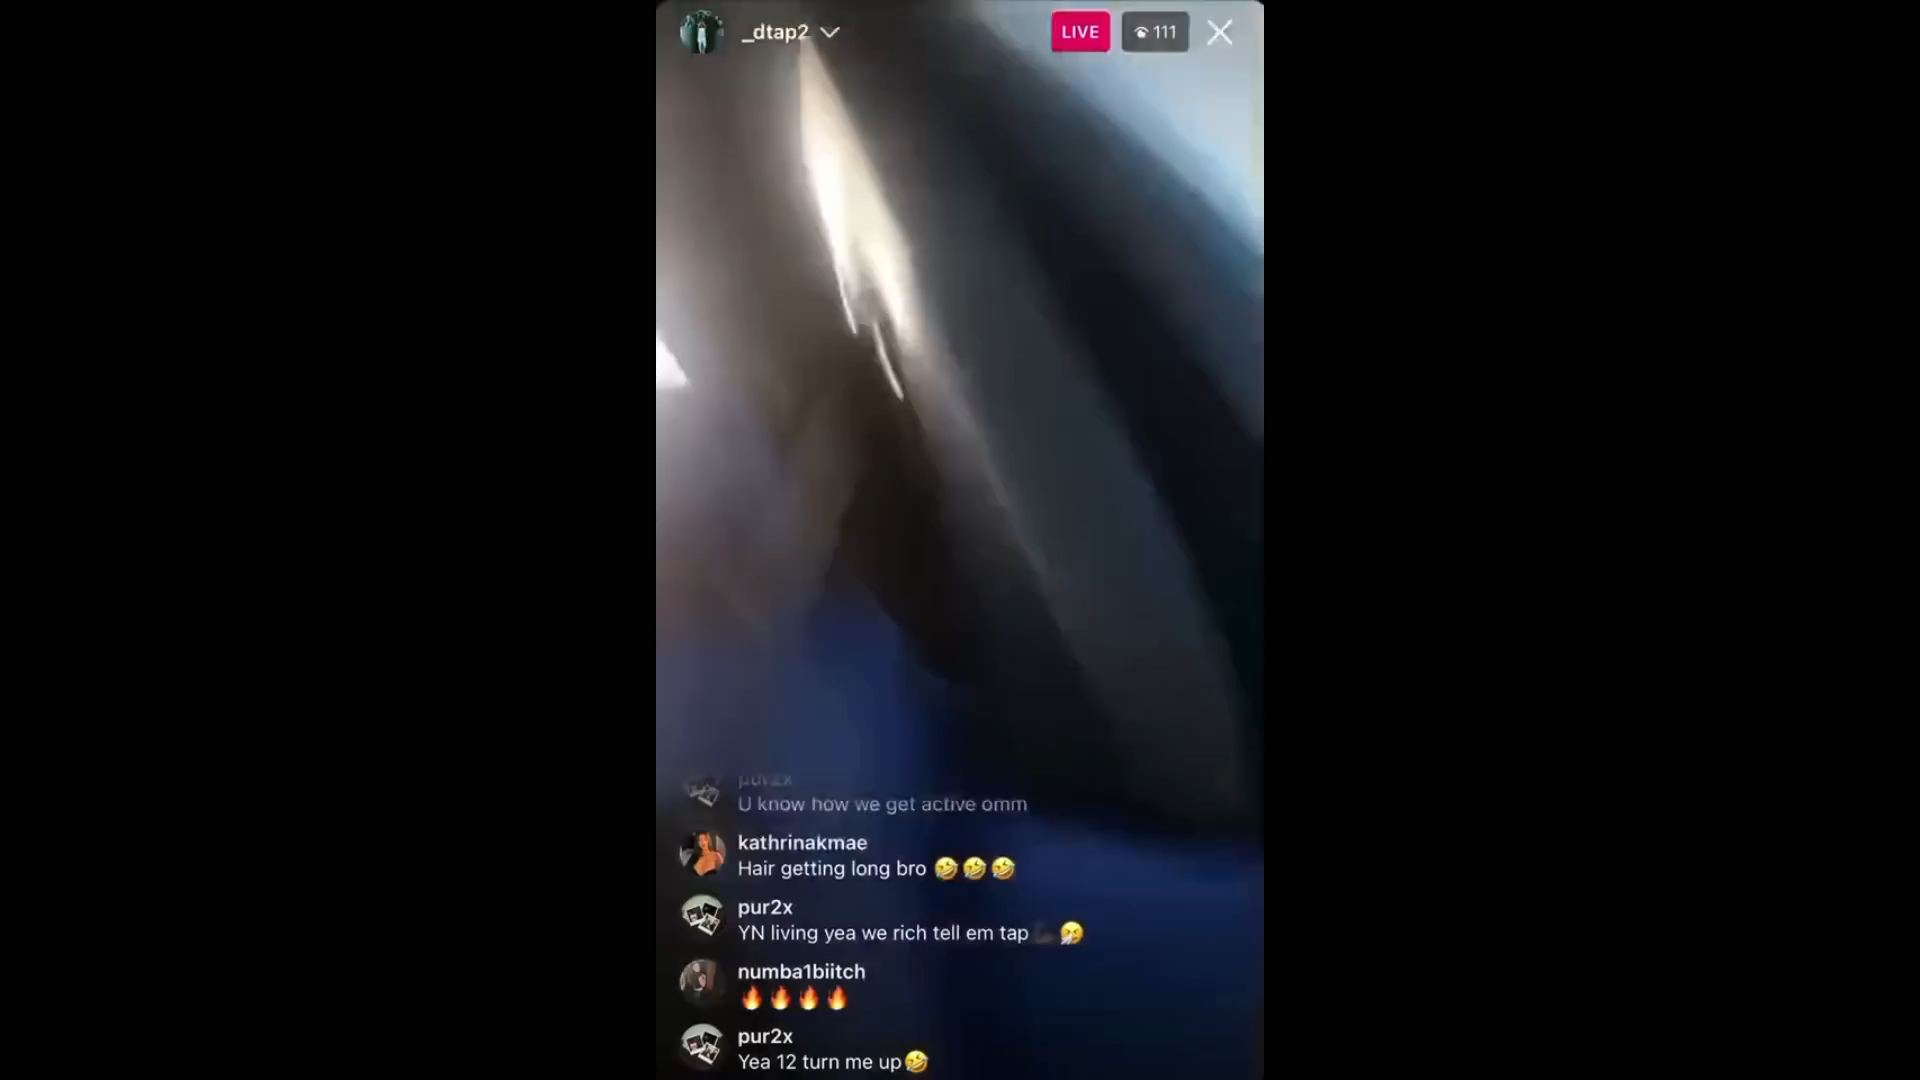 _dtap2
LIVE
111
pur2x
U know how we get active omm
kathrinakmae
Hair getting long bro 🤣🤣🤣
pur2x
YN living yea we rich tell em tap
numba1biitch
🔥🔥🔥🔥
pur2x
Yea 12 turn me up🤣